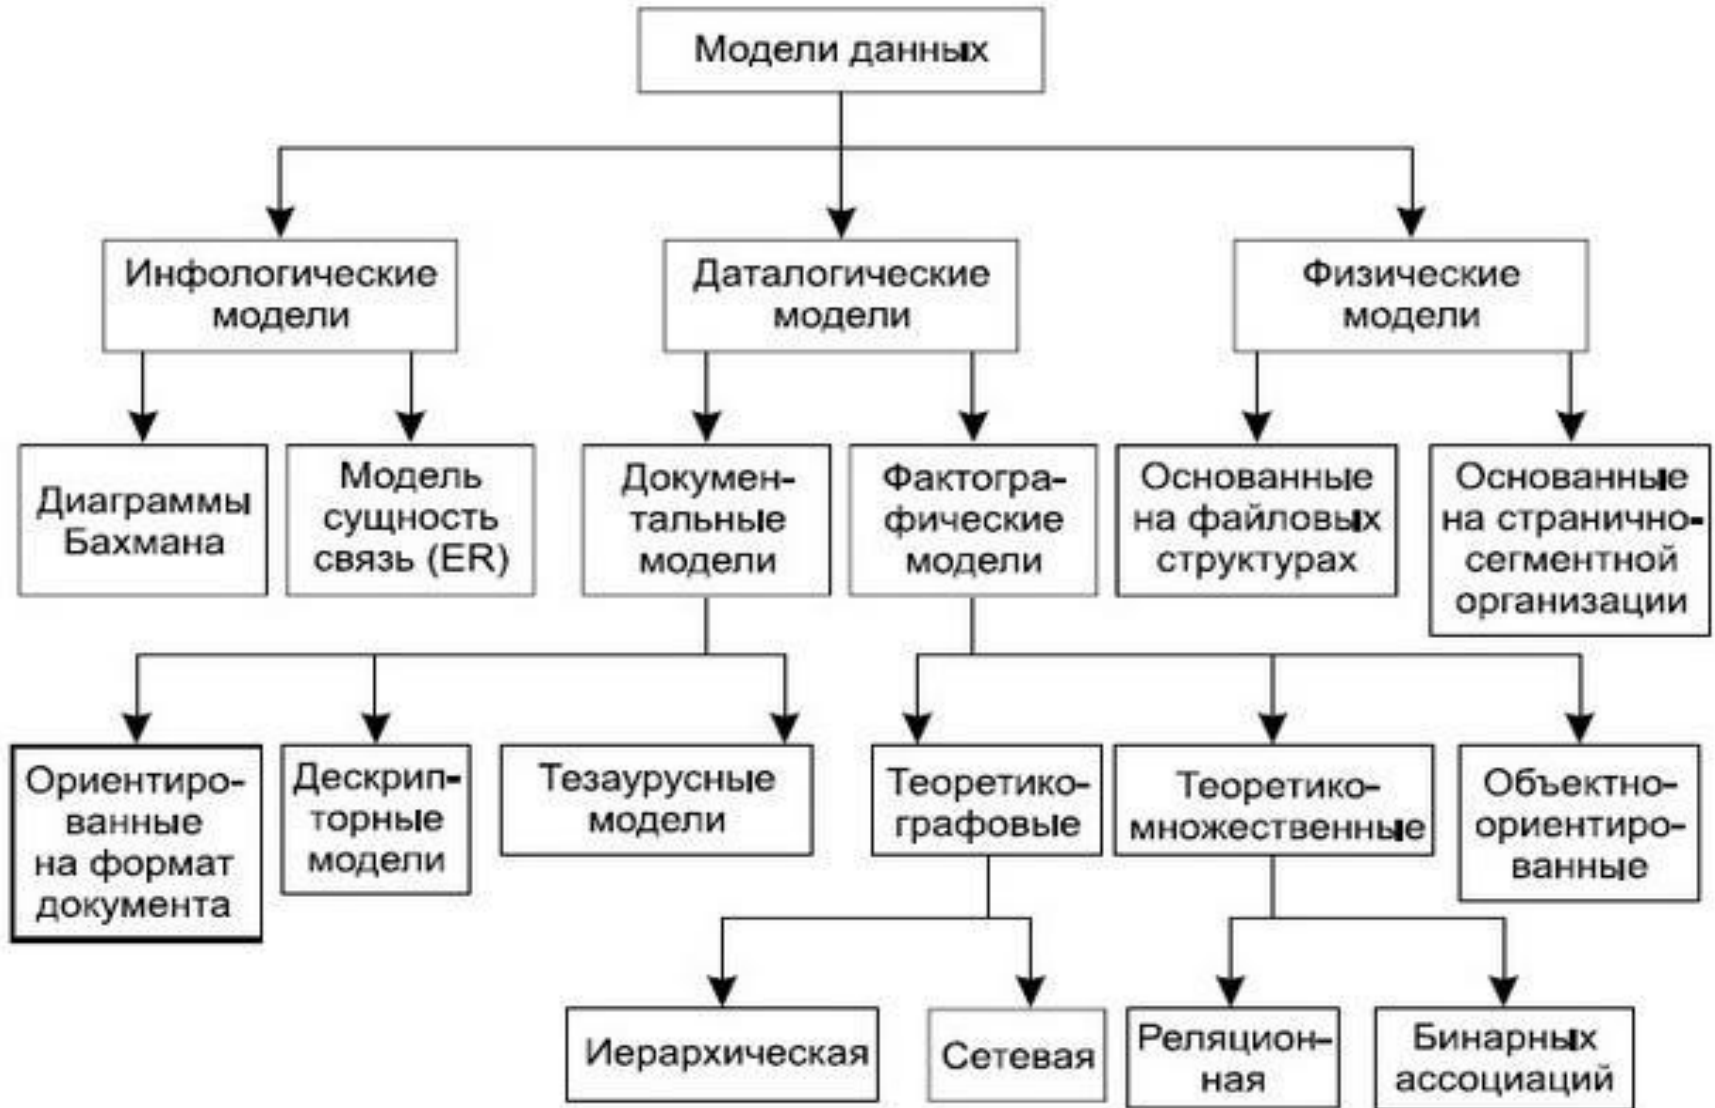 Модели данных
Инфологические
модели
Даталогические
модели
Физические
модели
Диаграммы
Бахмана
Модель
сущность
связь (ER)
Докумен-
тальные
модели
Фактогра-
фические
модели
Основанные
на файловых
структурах
Основанные
на странично-
сегментной
организации
Ориентиро-
ванные
на формат
документа
Дескрип-
торные
модели
Тезаурусные
модели
Теоретико-
графовые
Теоретико-
множественные
Объектно-
ориентиро-
ванные
Иерархическая
Сетевая
Реляцион-
ная
Бинарных
ассоциаций